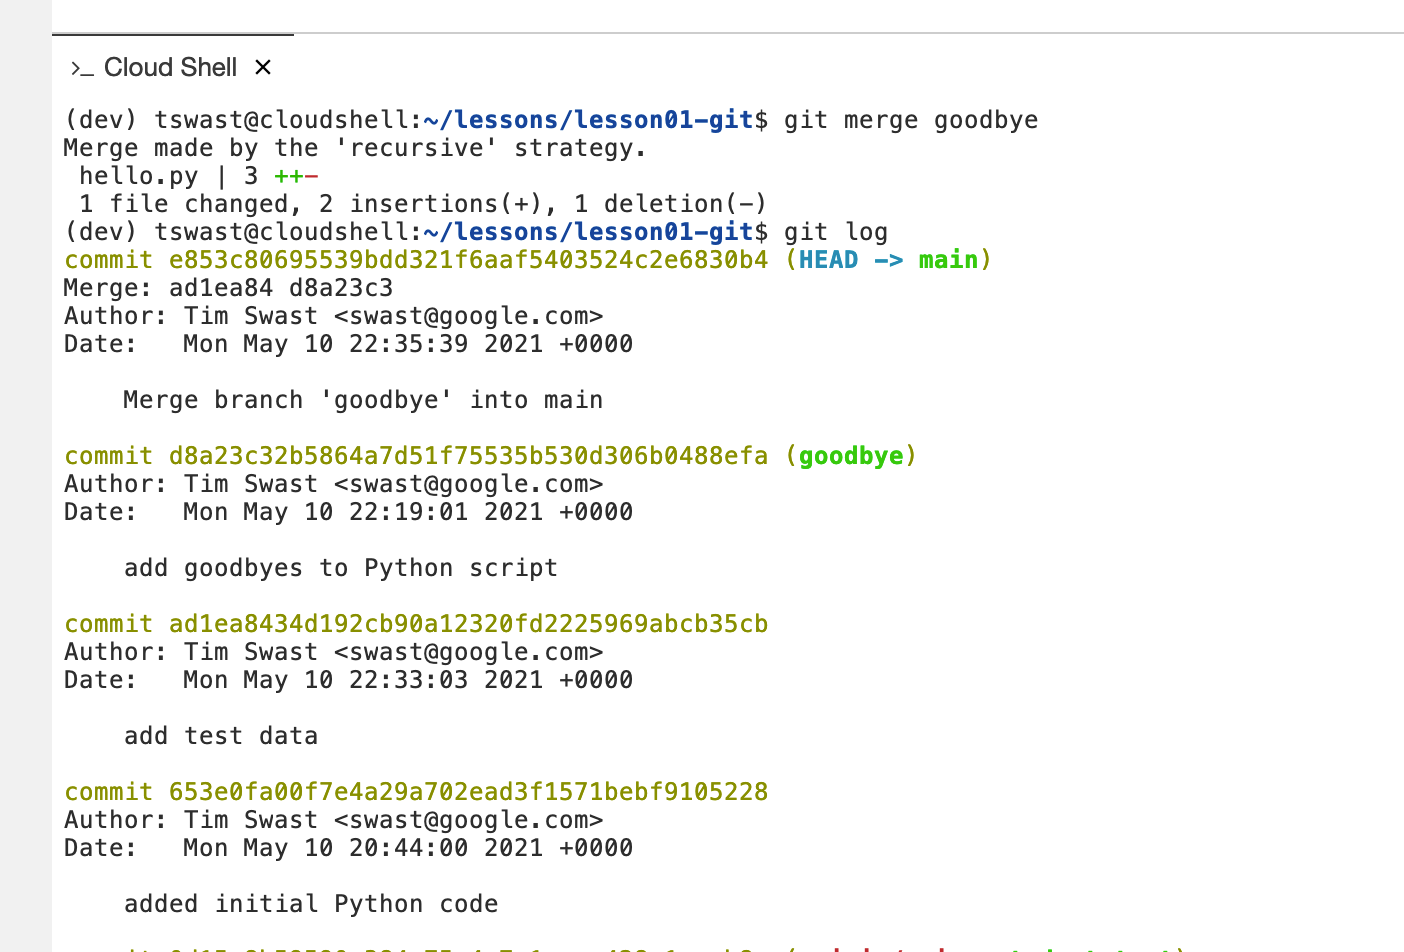 >_ Cloud Shell ×
(dev) tswast@cloudshell:~/lessons/lesson01-git$ git merge goodbye
Merge made by the 'recursive' strategy.
 hello.py | 3 ++-
 1 file changed, 2 insertions(+), 1 deletion(-)
(dev) tswast@cloudshell:~/lessons/lesson01-git$ git log
commit e853c80695539bdd321f6aaf5403524c2e6830b4 (HEAD -> main)
Merge: ad1ea84 d8a23c3
Author: Tim Swast <swast@google.com>
Date:   Mon May 10 22:35:39 2021 +0000

    Merge branch 'goodbye' into main

commit d8a23c32b5864a7d51f75535b530d306b0488efa (goodbye)
Author: Tim Swast <swast@google.com>
Date:   Mon May 10 22:19:01 2021 +0000

    add goodbyes to Python script

commit ad1ea8434d192cb90a12320fd2225969abcb35cb
Author: Tim Swast <swast@google.com>
Date:   Mon May 10 22:33:03 2021 +0000

    add test data

commit 653e0fa00f7e4a29a702ead3f1571bebf9105228
Author: Tim Swast <swast@google.com>
Date:   Mon May 10 20:44:00 2021 +0000

    added initial Python code